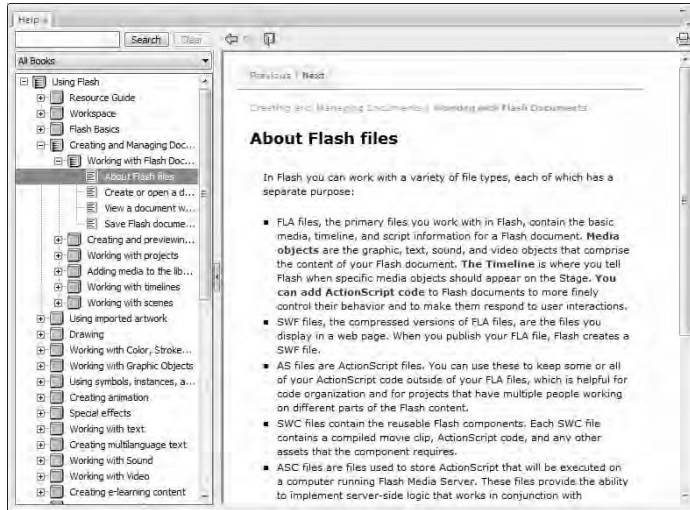 Help
Search
Clear
All Books
Using Flash
Resource Guide
Workspace
Flash Basics
Creating and Managing Doc...
Working with Flash Doc...
About Flash files
Create or open a d...
View a document w...
Save Flash docume...
Creating and previewin...
Working with projects
Adding media to the lib...
Working with timelines
Working with scenes
Using imported artwork
Drawing
Working with Color, Stroke...
Working with Graphic Objects
Using symbols, instances, a...
Creating animation
Special effects
Working with text
Creating multilanguage text
Working with Sound
Working with Video
Creating e-learning content
Previous | Next
Creating and Managing Documents / Working with Flash Documents
About Flash files
In Flash you can work with a variety of file types, each of which has a
separate purpose:
FLA files, the primary files you work with in Flash, contain the basic
media, timeline, and script information for a Flash document. Media
objects are the graphic, text, sound, and video objects that comprise
the content of your Flash document. The Timeline is where you tell
Flash when specific media objects should appear on the Stage. You
can add ActionScript code to Flash documents to more finely
control their behavior and to make them respond to user interactions.
SWF files, the compressed versions of FLA files, are the files you
display in a web page. When you publish your FLA file, Flash creates a
SWF file.
AS files are ActionScript files. You can use these to keep some or all
of your ActionScript code outside of your FLA files, which is helpful for
code organization and for projects that have multiple people working
on different parts of the Flash content.
SWC files contain the reusable Flash components. Each SWC file
contains a compiled movie clip, ActionScript code, and any other
assets that the component requires.
ASC files are files used to store ActionScript that will be executed on
a computer running Flash Media Server. These files provide the ability
to implement server-side logic that works in conjunction with